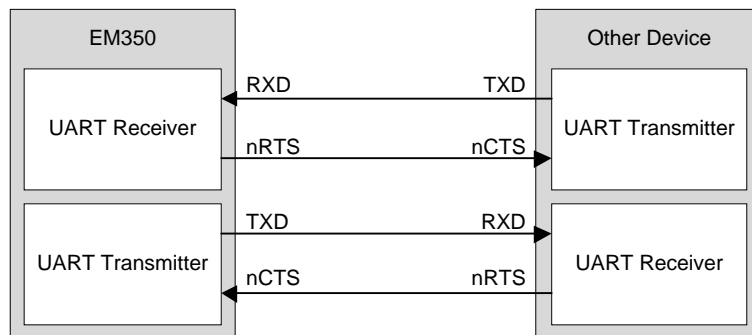 EM350
Other Device
RXD
TXD
UART Receiver
UART Transmitter
nRTS
nCTS
TXD
RXD
UART Transmitter
UART Receiver
nCTS
nRTS